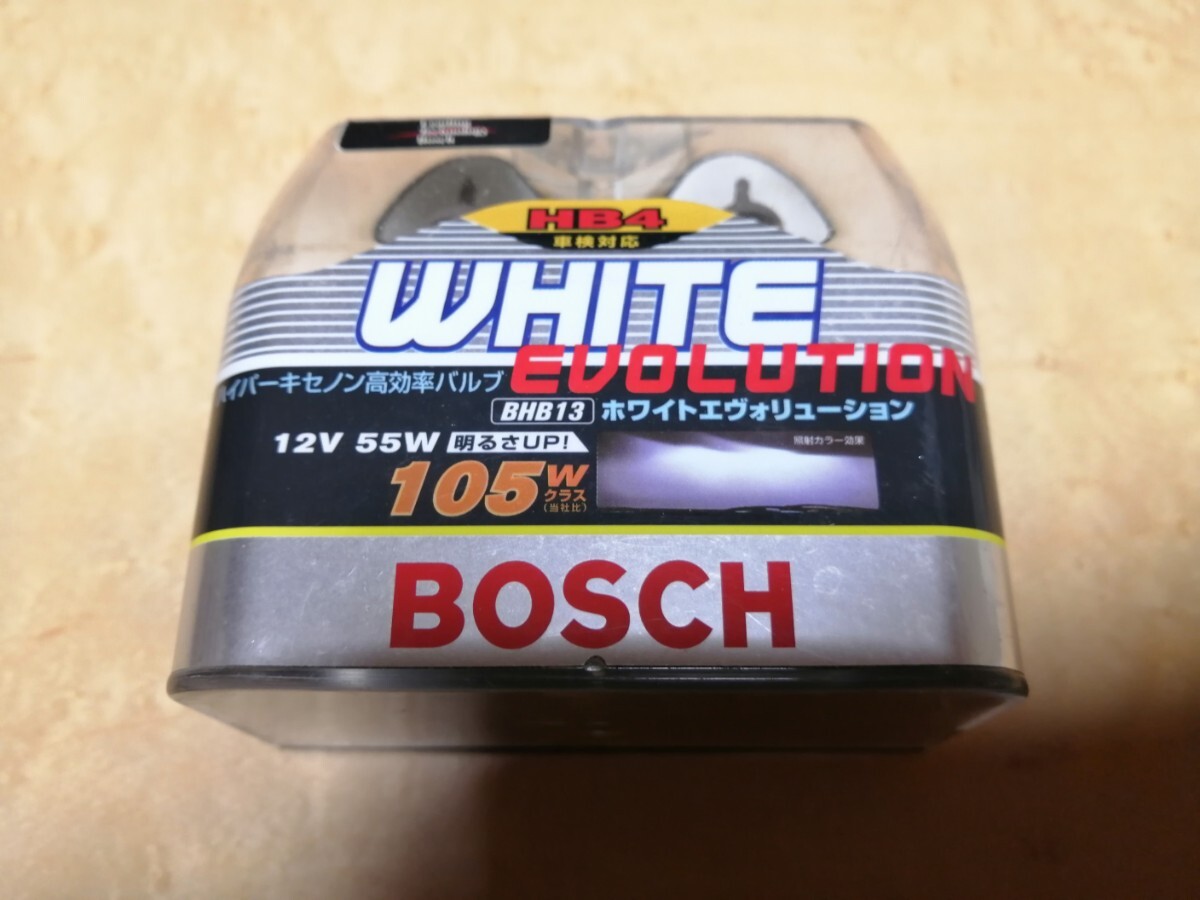 HB4
車検対応
WHITE
EVOLUTION
ハイパーキセノン高効率バルブ
BHB13 ホワイトエヴォリューション
12V 55W 明るさUP!
照射カラー効果
105W
クラス
(当社比)
BOSCH